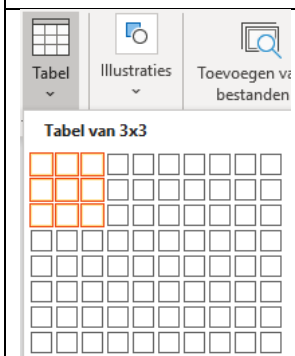 Tabel
Illustraties
Toevoegen va
bestanden
Tabel van 3x3